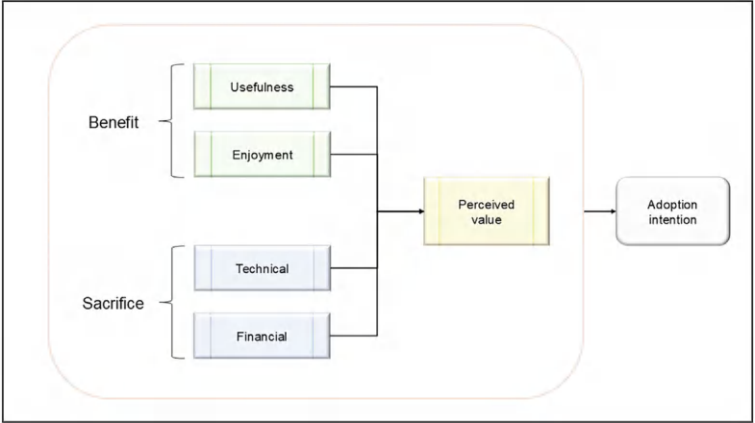 Benefit
Usefulness
Enjoyment
Sacrifice
Technical
Financial
Perceived
value
Adoption
intention